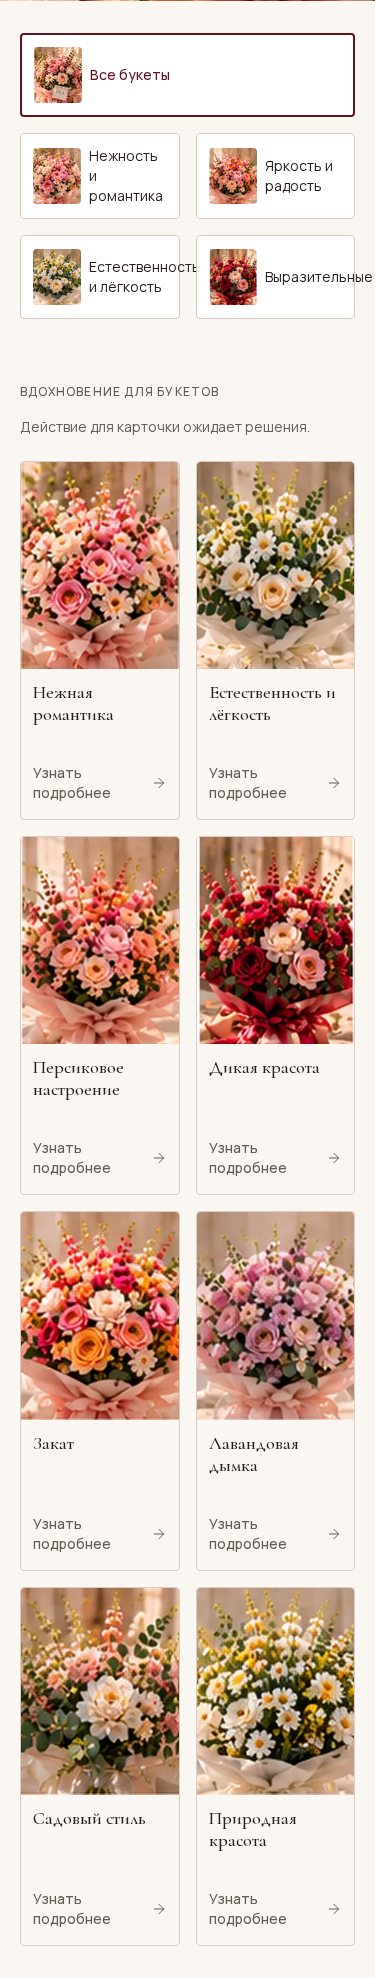 Все букеты
Нежность
и
романтика
Яркость и
радость
Естественность
и лёгкость
Выразительные
ВДОХНОВЕНИЕ ДЛЯ БУКЕТОВ
Действие для карточки ожидает решения.
Нежная
романтика
Узнать
подробнее
Естественность и
лёгкость
Узнать
подробнее
Персиковое
настроение
Узнать
подробнее
Дикая красота
Узнать
подробнее
Закат
Узнать
подробнее
Лавандовая
дымка
Узнать
подробнее
Садовый стиль
Узнать
подробнее
Природная
красота
Узнать
подробнее